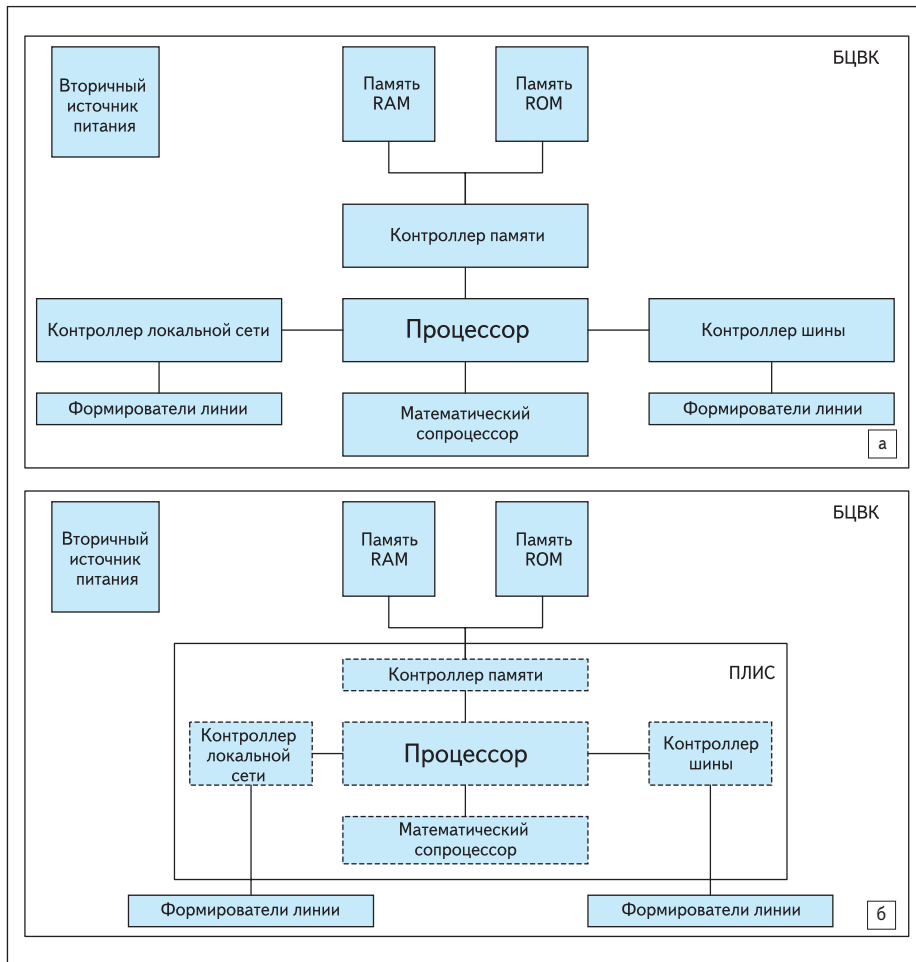 БЦВК
Вторичный
источник
питания
Память
RAM
Память
ROM
Контроллер памяти
Контроллер локальной сети
Процессор
Контроллер шины
Формирователи линии
Математический
сопроцессор
Формирователи линии
а
БЦВК
Вторичный
источник
питания
Память
RAM
Память
ROM
ПЛИС
Контроллер памяти
Контроллер
локальной
сети
Процессор
Контроллер
шины
Математический
сопроцессор
Формирователи линии
Формирователи линии
б